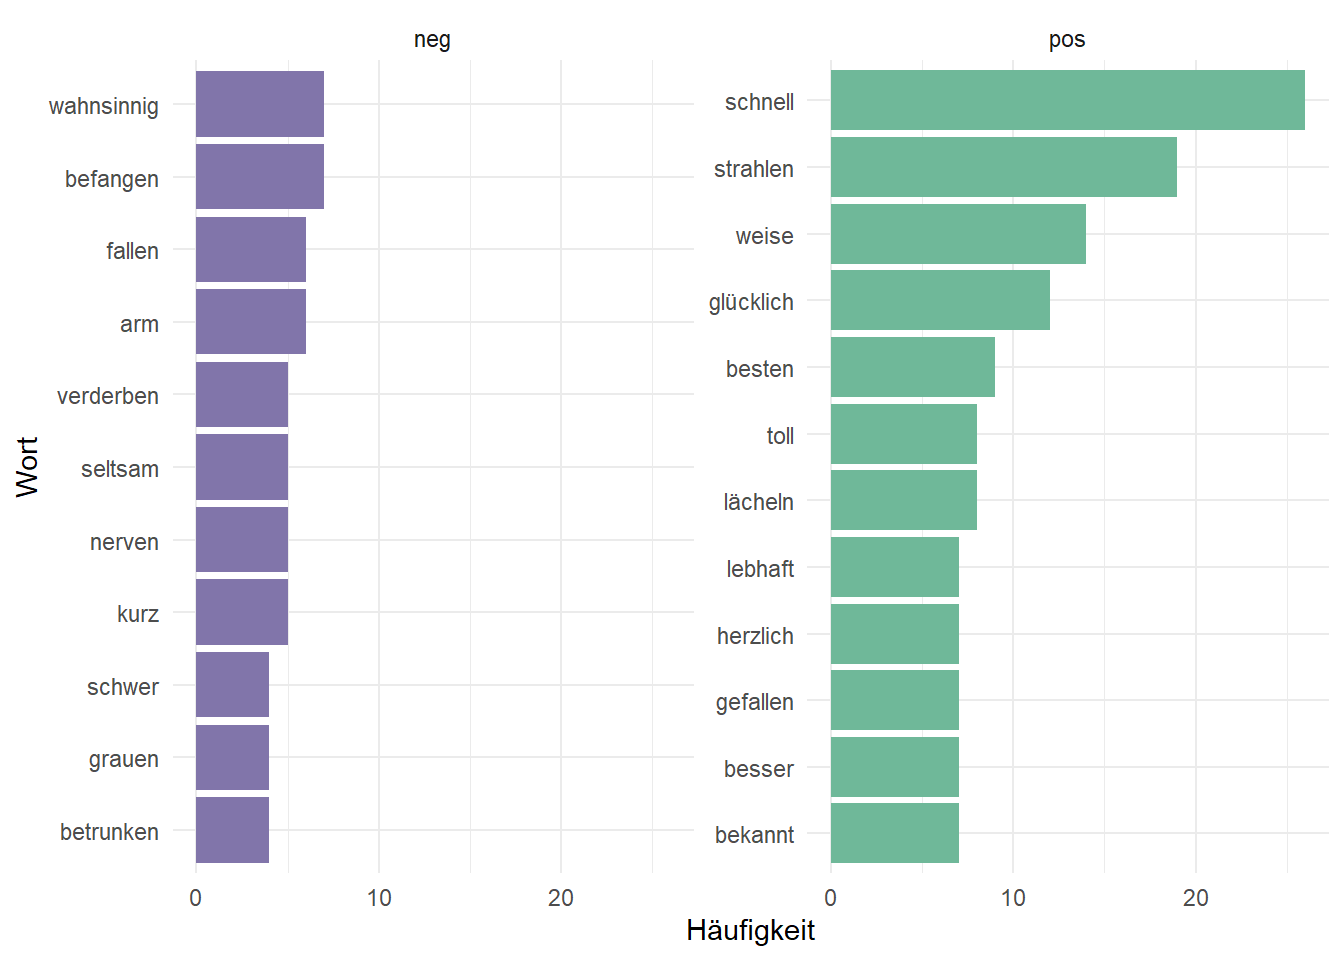 neg
wahnsinnig
befangen
fallen
arm
verderben
seltsam
nerven
kurz
schwer
grauen
betrunken
0 10 20
pos
schnell
strahlen
weise
glücklich
besten
toll
lächeln
lebhaft
herzlich
gefallen
besser
bekannt
0 10 20
Häufigkeit
Wort